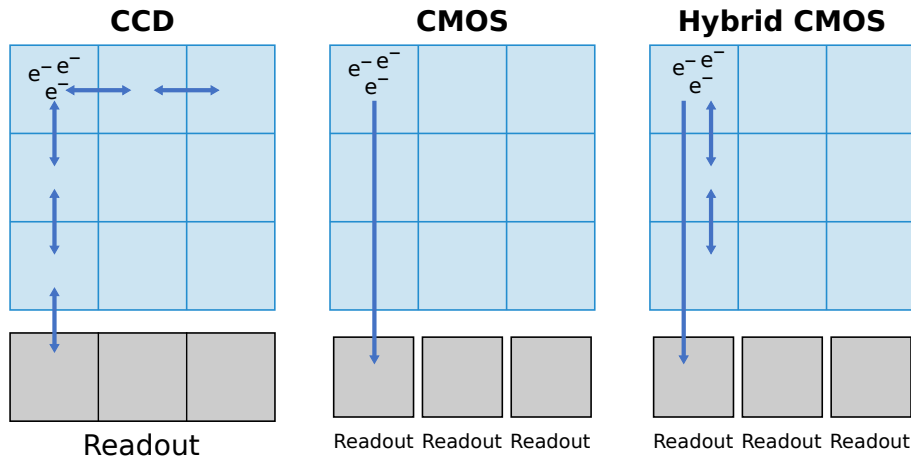 CCD
CMOS
Hybrid CMOS
e⁻ e⁻
e⁻
e⁻ e⁻
e⁻
e⁻ e⁻
e⁻
Readout
Readout Readout Readout
Readout Readout Readout